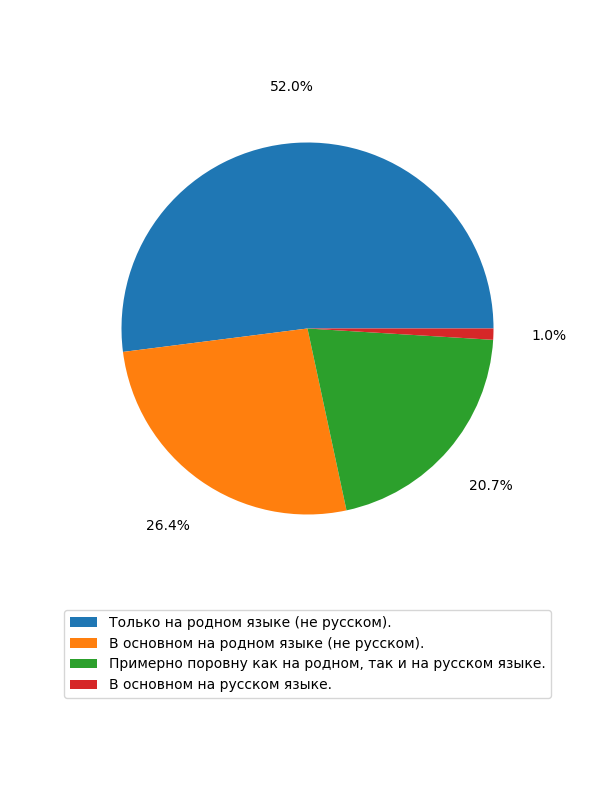 52.0%
1.0%
20.7%
26.4%
Только на родном языке (не русском).
В основном на родном языке (не русском).
Примерно поровну как на родном, так и на русском языке.
В основном на русском языке.